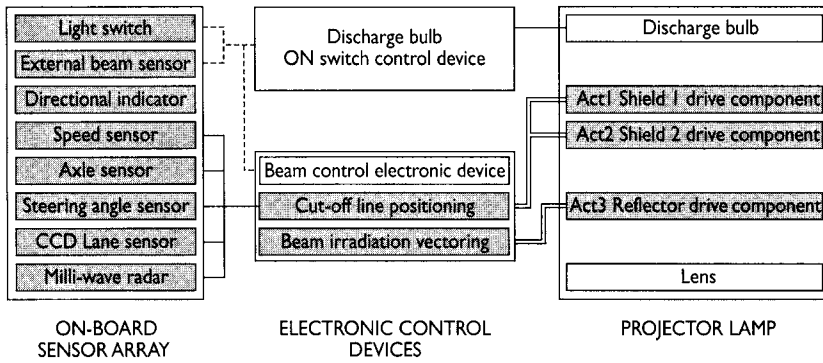 Light switch
External beam sensor
Directional indicator
Speed sensor
Axle sensor
Steering angle sensor
CCD Lane sensor
Milli-wave radar
ON-BOARD
SENSOR ARRAY
Discharge bulb
ON switch control device
Beam control electronic device
Cut-off line positioning
Beam irradiation vectoring
ELECTRONIC CONTROL
DEVICES
Discharge bulb
Act1 Shield 1 drive component
Act2 Shield 2 drive component
Act3 Reflector drive component
Lens
PROJECTOR LAMP